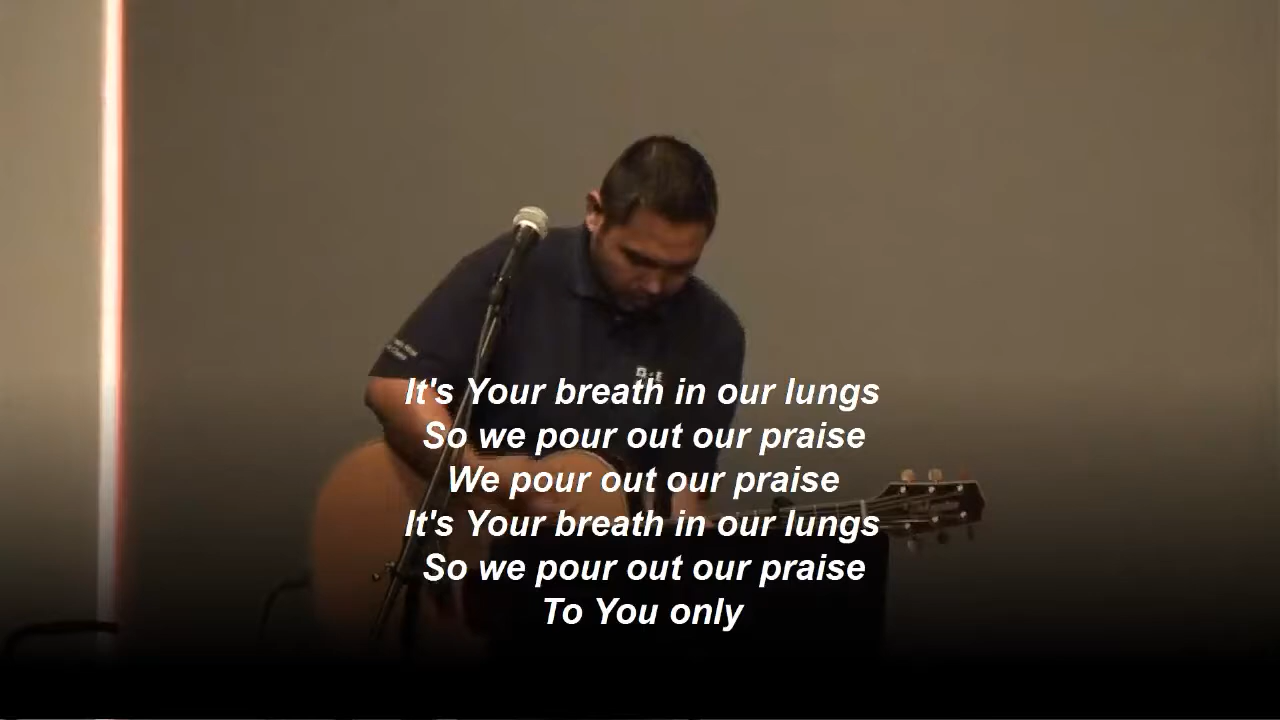 It's Your breath in our lungs
So we pour out our praise
We pour out our praise
It's Your breath in our lungs
So we pour out our praise
To You only